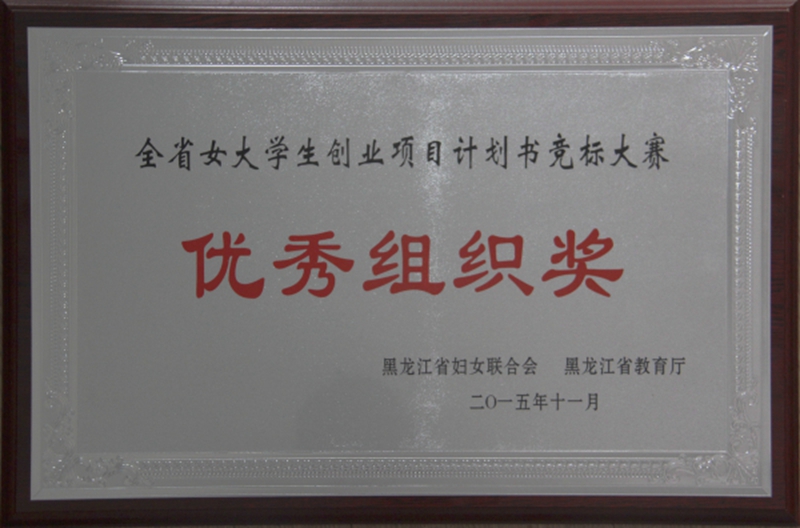 全省女大学生创业项目计划书竞标大赛
优秀组织奖
黑龙江省妇女联合会 黑龙江省教育厅
二〇一五年十一月